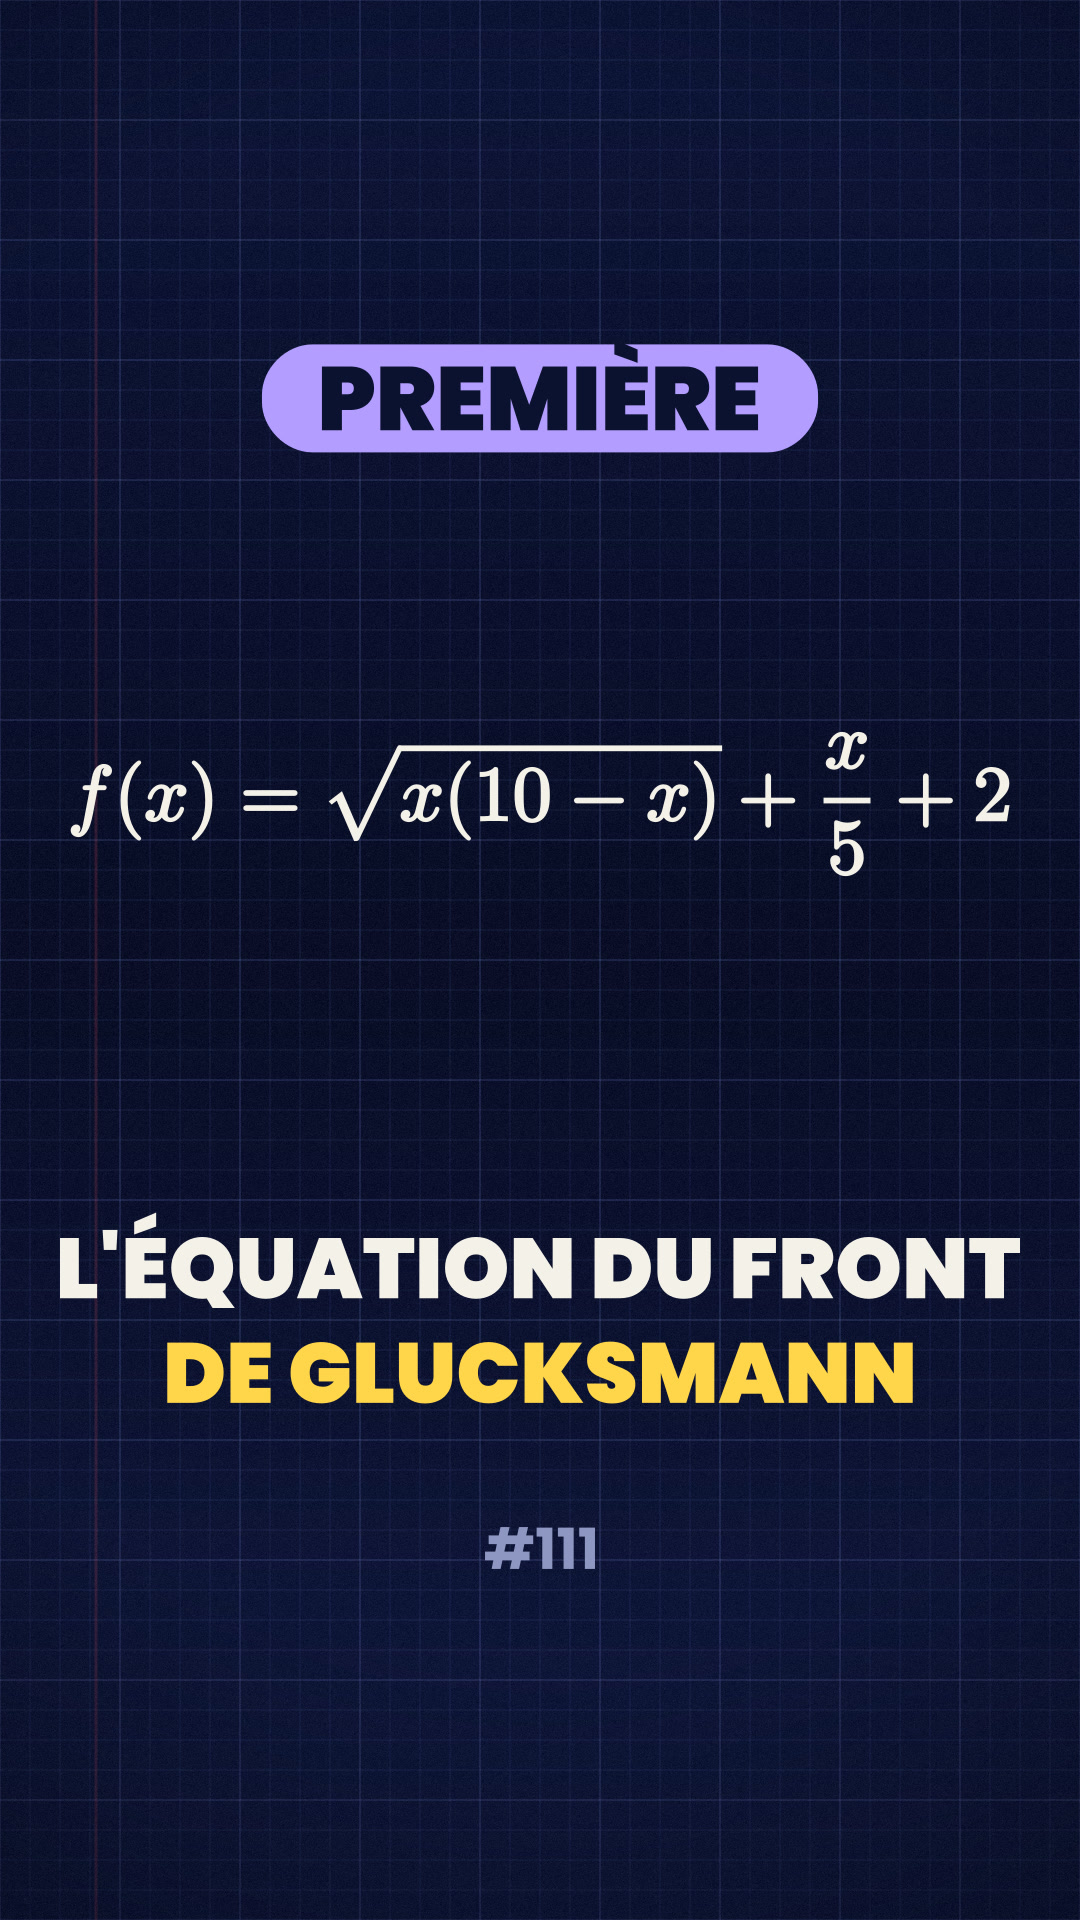 PREMIÈRE
f(x) = √x(10 − x) + x/5 + 2
L'ÉQUATION DU FRONT
DE GLUCKSMANN
#111